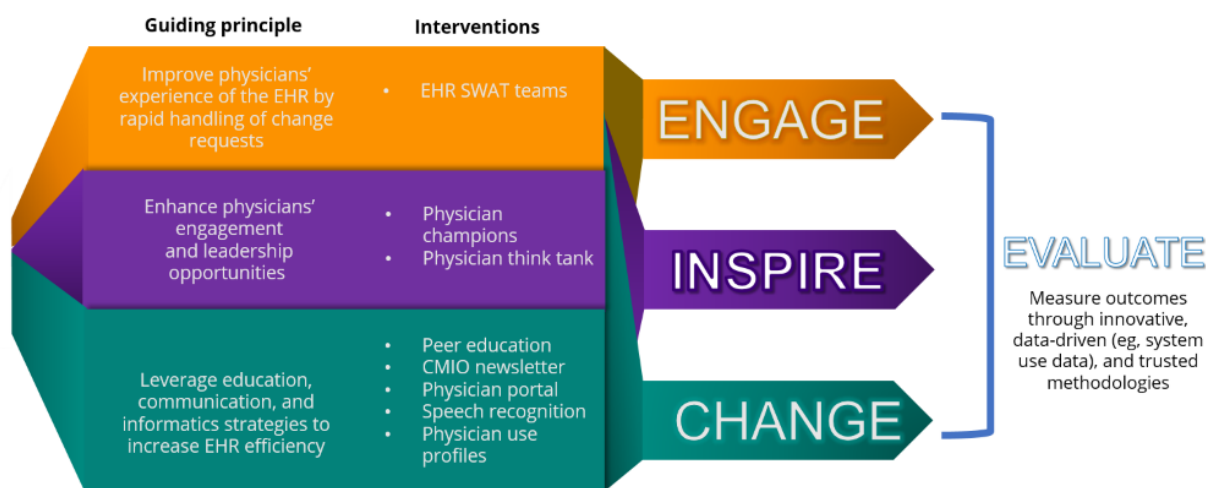 Guiding principle
Interventions
Improve physicians'
experience of the EHR by
rapid handling of change
requests
• EHR SWAT teams
ENGAGE
Enhance physicians'
engagement
and leadership
opportunities
• Physician
champions
• Physician think tank
INSPIRE
Leverage education,
communication, and
informatics strategies to
increase EHR efficiency
• Peer education
• CMIO newsletter
• Physician portal
• Speech recognition
• Physician use
profiles
CHANGE
EVALUATE
Measure outcomes
through innovative,
data-driven (eg, system
use data), and trusted
methodologies